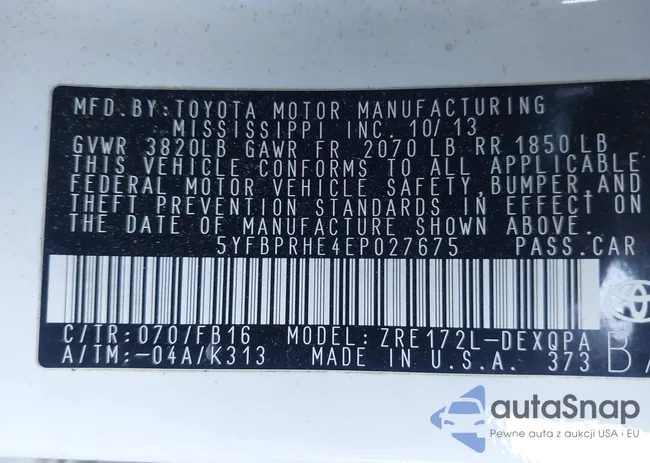 MFD. BY: TOYOTA MOTOR MANUFACTURING
MISSISSIPPI INC. 10/13
GVWR 3820LB GAWR FR 2070 LB RR 1850 LB
THIS VEHICLE CONFORMS TO ALL APPLICABLE
FEDERAL MOTOR VEHICLE SAFETY, BUMPER, AND
THEFT PREVENTION STANDARDS IN EFFECT ON
THE DATE OF MANUFACTURE SHOWN ABOVE.
5YFBPRHE4EP027675 PASS. CAR
C/TR: 070/FB16 MODEL: ZRE172L-DEXQPA
A/TM: -04A/K313 MADE IN U.S.A. 373 B
autoSnap
Pewne auta z aukcji USA i EU